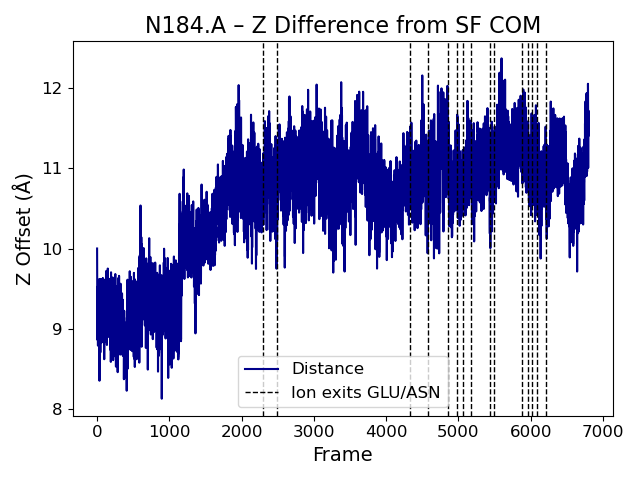 N184.A – Z Difference from SF COM
Z Offset (Å)
12
11
10
9
8
Distance
Ion exits GLU/ASN
0 1000 2000 3000 4000 5000 6000 7000
Frame